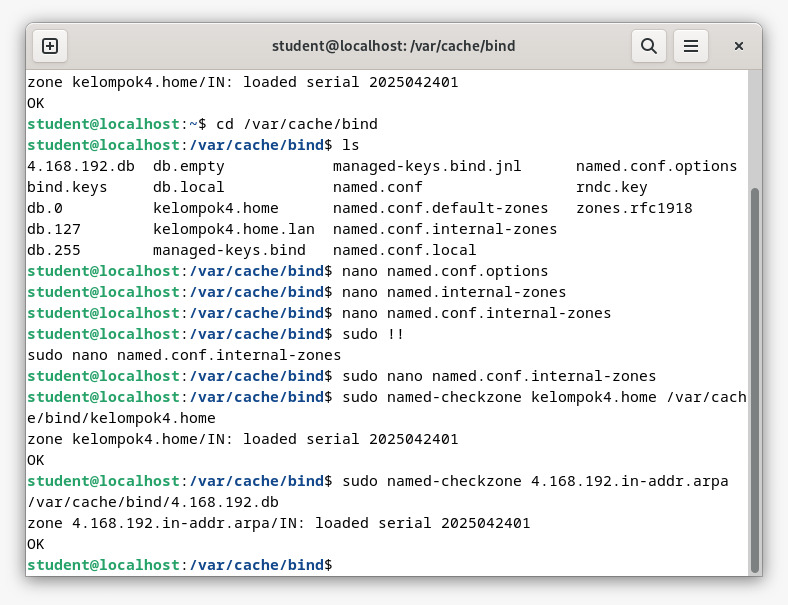 student@localhost: /var/cache/bind
zone kelompok4.home/IN: loaded serial 2025042401
OK
student@localhost:~$ cd /var/cache/bind
student@localhost:/var/cache/bind$ ls
4.168.192.db  db.empty            managed-keys.bind.jnl      named.conf.options
bind.keys     db.local            named.conf                 rndc.key
db.0          kelompok4.home      named.conf.default-zones   zones.rfc1918
db.127        kelompok4.home.lan  named.conf.internal-zones
db.255        managed-keys.bind   named.conf.local
student@localhost:/var/cache/bind$ nano named.conf.options
student@localhost:/var/cache/bind$ nano named.internal-zones
student@localhost:/var/cache/bind$ nano named.conf.internal-zones
student@localhost:/var/cache/bind$ sudo !!
sudo nano named.conf.internal-zones
student@localhost:/var/cache/bind$ sudo nano named.conf.internal-zones
student@localhost:/var/cache/bind$ sudo named-checkzone kelompok4.home /var/cach
e/bind/kelompok4.home
zone kelompok4.home/IN: loaded serial 2025042401
OK
student@localhost:/var/cache/bind$ sudo named-checkzone 4.168.192.in-addr.arpa
/var/cache/bind/4.168.192.db
zone 4.168.192.in-addr.arpa/IN: loaded serial 2025042401
OK
student@localhost:/var/cache/bind$